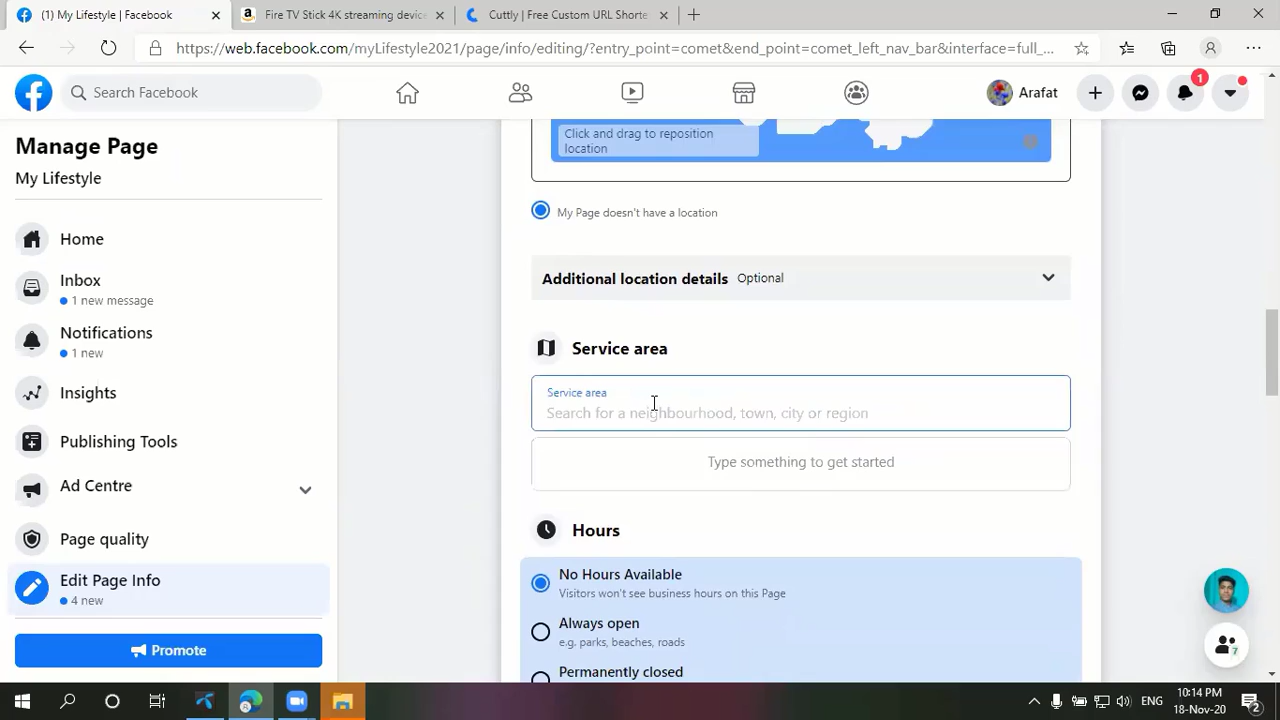 (1) My Lifestyle | Facebook
Fire TV Stick 4K streaming device
Cuttly | Free Custom URL Shorte
https://web.facebook.com/myLifestyle2021/page/info/editing/?entry_point=comet&end_point=comet_left_nav_bar&interface=full_...
Search Facebook
Arafat
1
Manage Page
My Lifestyle
Home
Inbox
1 new message
Notifications
1 new
Insights
Publishing Tools
Ad Centre
Page quality
Edit Page Info
4 new
Promote
Click and drag to reposition
location
My Page doesn't have a location
Additional location details Optional
Service area
Service area
Search for a neighbourhood, town, city or region
Type something to get started
Hours
No Hours Available
Visitors won't see business hours on this Page
Always open
e.g. parks, beaches, roads
Permanently closed
7
ENG
10:14 PM
18-Nov-20
2